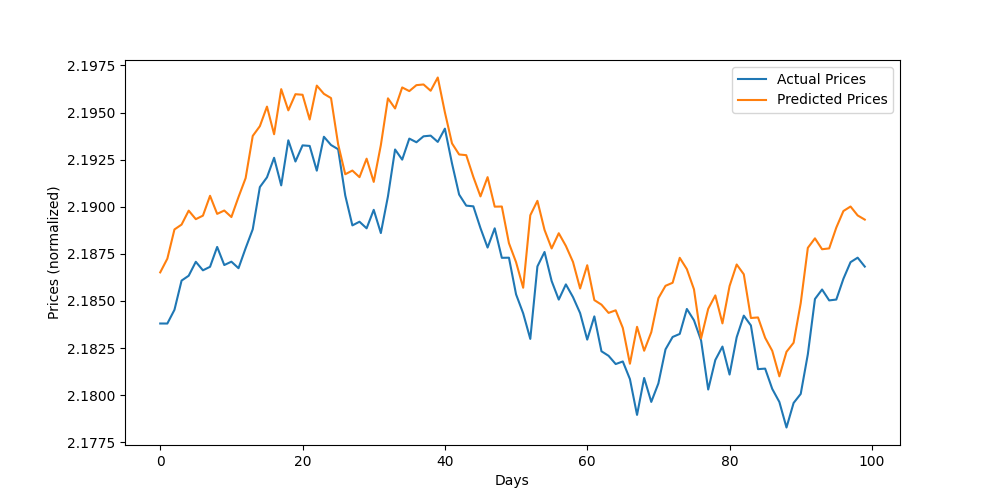 2.1975
2.1950
2.1925
2.1900
2.1875
2.1850
2.1825
2.1800
2.1775
Prices (normalized)
Actual Prices
Predicted Prices
0 20 40 60 80 100
Days